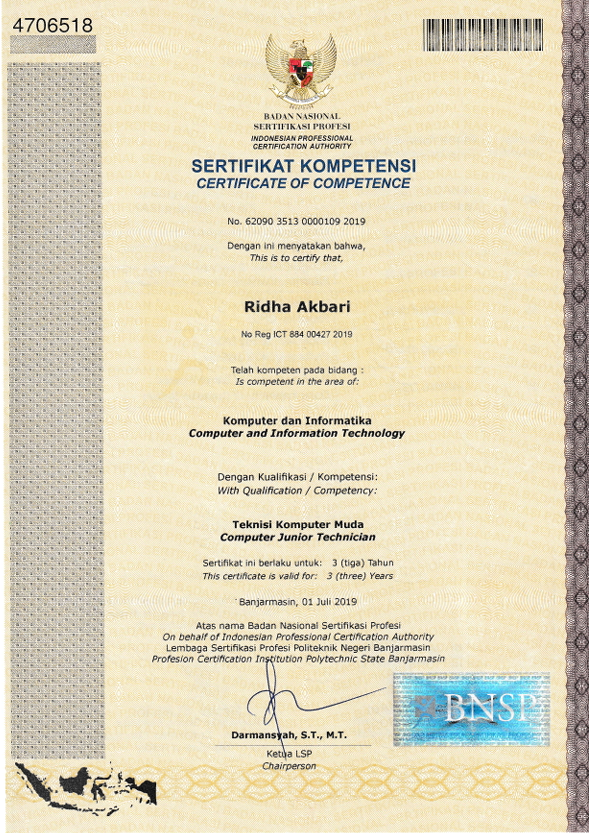 4706518
BADAN NASIONAL
SERTIFIKASI PROFESI
INDONESIAN PROFESSIONAL
CERTIFICATION AUTHORITY
SERTIFIKAT KOMPETENSI
CERTIFICATE OF COMPETENCE
No. 62090 3513 0000109 2019
Dengan ini menyatakan bahwa,
This is to certify that,
Ridha Akbari
No Reg ICT 884 00427 2019
Telah kompeten pada bidang :
Is competent in the area of:
Komputer dan Informatika
Computer and Information Technology
Dengan Kualifikasi / Kompetensi:
With Qualification / Competency:
Teknisi Komputer Muda
Computer Junior Technician
Sertifikat ini berlaku untuk: 3 (tiga) Tahun
This certificate is valid for: 3 (three) Years
Banjarmasin, 01 Juli 2019
Atas nama Badan Nasional Sertifikasi Profesi
On behalf of Indonesian Professional Certification Authority
Lembaga Sertifikasi Profesi Politeknik Negeri Banjarmasin
Profesion Certification Institution Polytechnic State Banjarmasin
BNSP
Darmansyah, S.T., M.T.
Ketua LSP
Chairperson